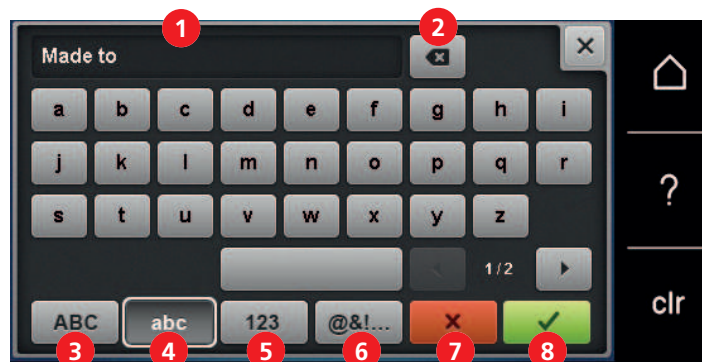 1
2
Made to
a b c d e f g h i
j k l m n o p q r
s t u v w x y z
1/2
ABC abc 123 @&!...
3 4 5 6 7 8
?
clr